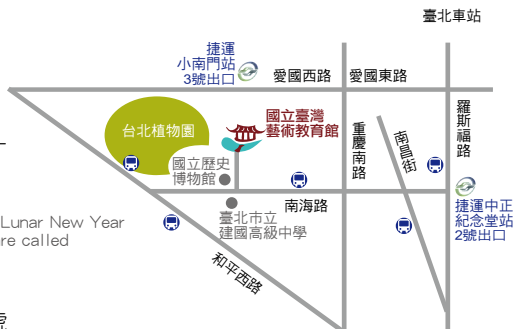 臺北車站
捷運
小南門站
3號出口
愛國西路
愛國東路
國立臺灣
藝術教育館
台北植物園
羅斯福路
重慶南路
南昌街
國立歷史
博物館
南海路
捷運中正
紀念堂站
2號出口
臺北市立
建國高級中學
和平西路
Lunar New Year
re called